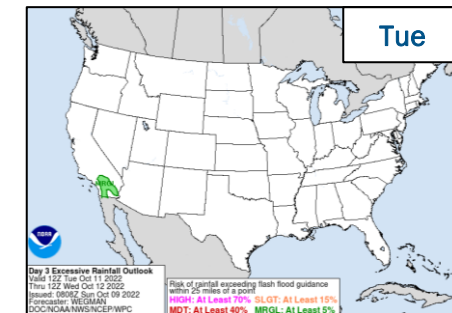 Tue
MRGL
noaa
Day 3 Excessive Rainfall Outlook
Valid 12Z Tue Oct 11 2022
Thru 12Z Wed Oct 12 2022
Issued: 0808Z Sun Oct 09 2022
Forecaster: WEGMAN
DOC/NOAA/NWS/NCEP/WPC
Risk of rainfall exceeding flash flood guidance
within 25 miles of a point
HIGH: At Least 70% SLGT: At Least 15%
MDT: At Least 40% MRGL: At Least 5%